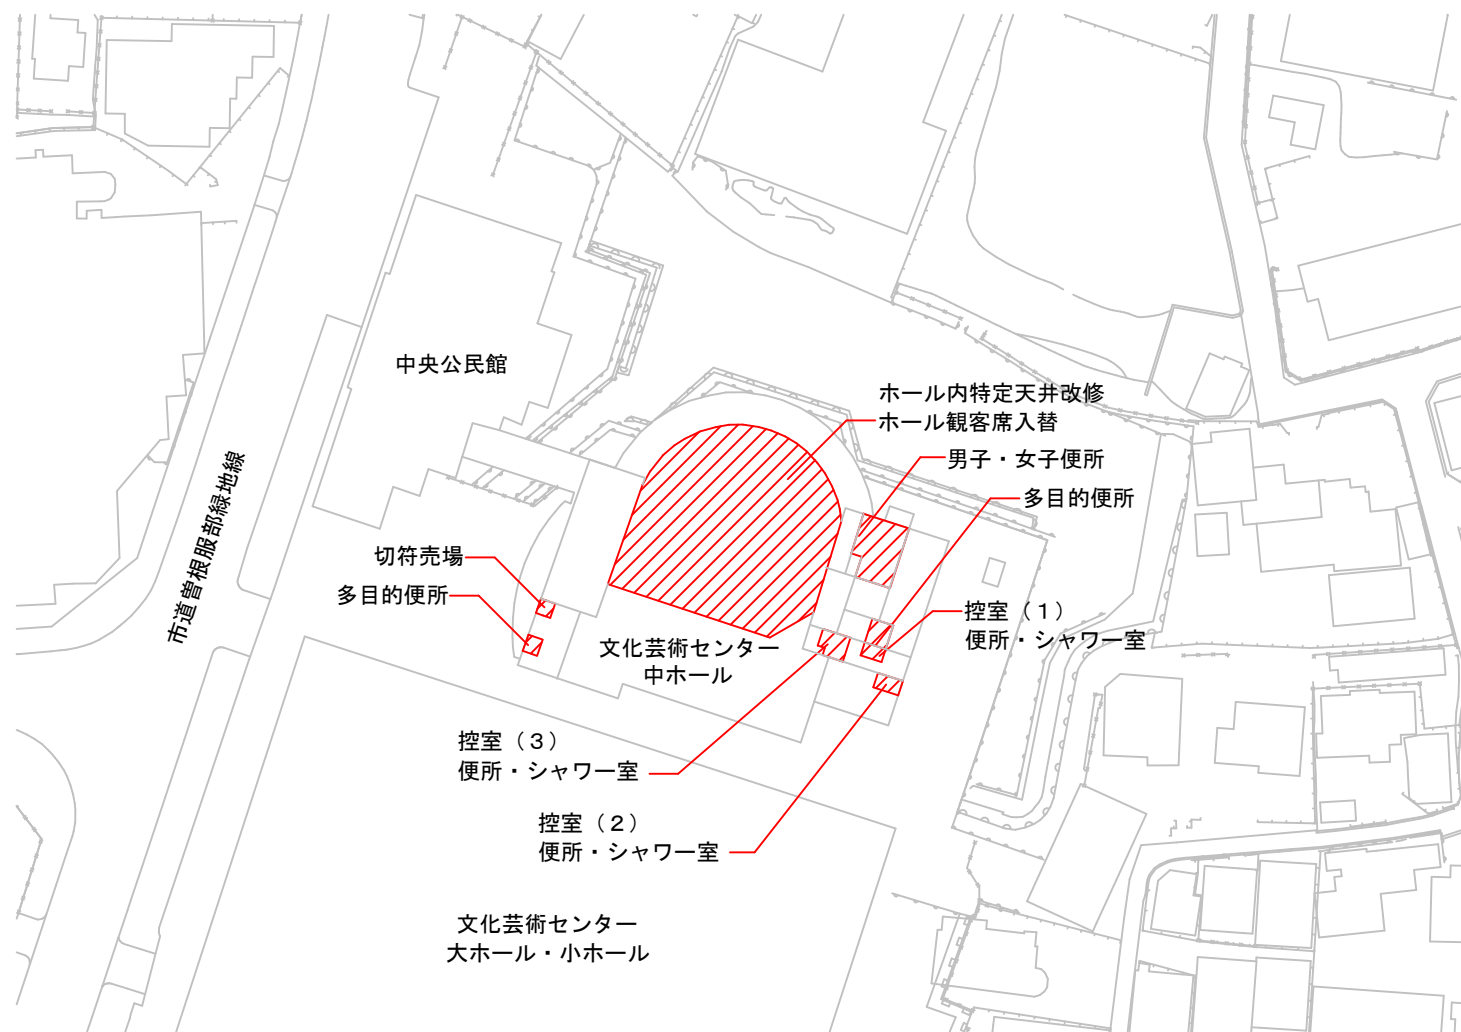 中央公民館
ホール内特定天井改修
ホール観客席入替
男子・女子便所
多目的便所
市道曽根服部緑地線
切符売場
多目的便所
控室（１）
便所・シャワー室
文化芸術センター
中ホール
控室（３）
便所・シャワー室
控室（２）
便所・シャワー室
文化芸術センター
大ホール・小ホール